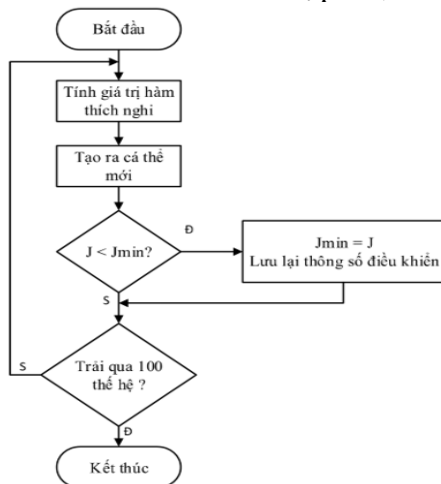 Bắt đầu
Tính giá trị hàm
thích nghi
Tạo ra cá thể
mới
J < Jmin?
Đ
Jmin = J
Lưu lại thông số điều khiển
S
Trải qua 100
thế hệ ?
S
Đ
Kết thúc